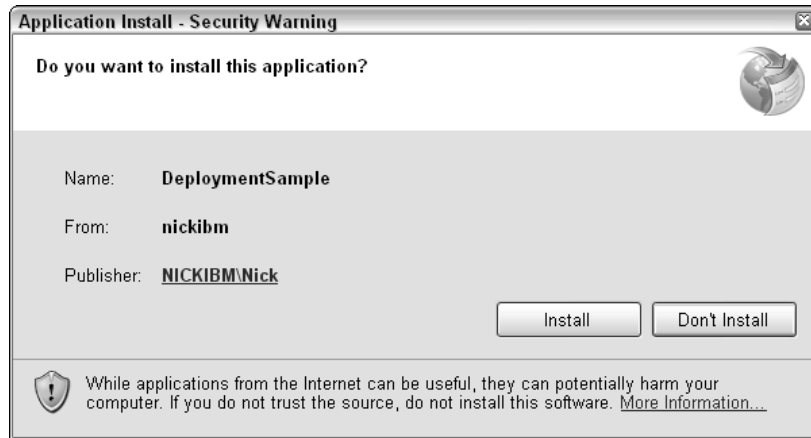 Application Install - Security Warning
Do you want to install this application?
Name: DeploymentSample
From: nickibm
Publisher: NICKIBM\Nick
Install Don't Install
While applications from the Internet can be useful, they can potentially harm your
computer. If you do not trust the source, do not install this software. More Information...